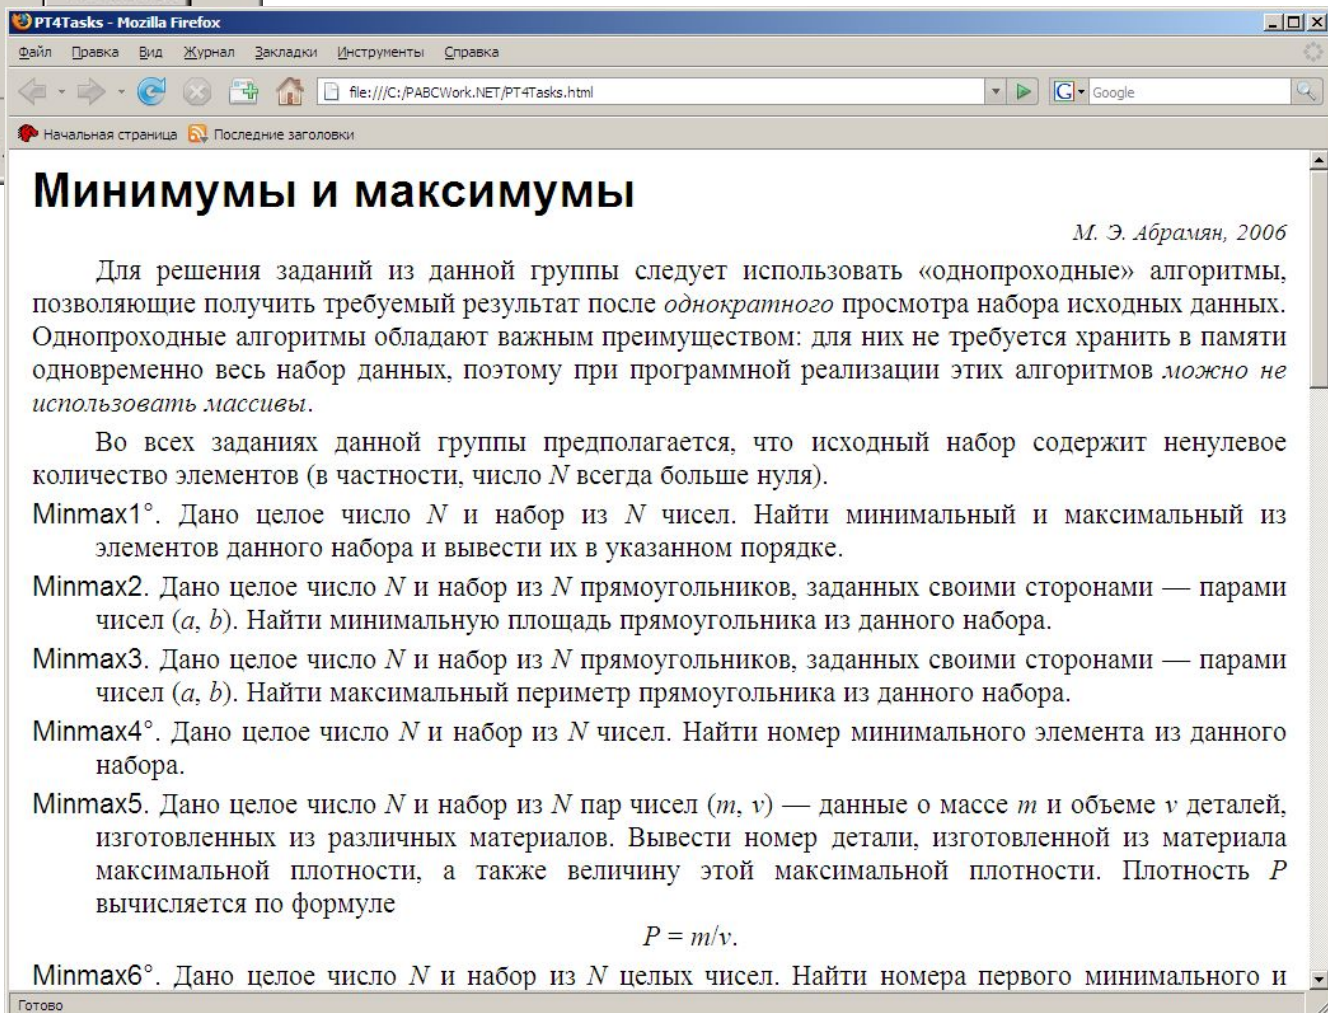 PT4Tasks - Mozilla Firefox
Файл Правка Вид Журнал Закладки Инструменты Справка
file:///C:/PABCWork.NET/PT4Tasks.html
G Google
Начальная страница Последние заголовки
Минимумы и максимумы
М. Э. Абрамян, 2006
Для решения заданий из данной группы следует использовать «однопроходные» алгоритмы,
позволяющие получить требуемый результат после однократного просмотра набора исходных данных.
Однопроходные алгоритмы обладают важным преимуществом: для них не требуется хранить в памяти
одновременно весь набор данных, поэтому при программной реализации этих алгоритмов можно не
использовать массивы.
Во всех заданиях данной группы предполагается, что исходный набор содержит ненулевое
количество элементов (в частности, число N всегда больше нуля).
Minmax1°. Дано целое число N и набор из N чисел. Найти минимальный и максимальный из
элементов данного набора и вывести их в указанном порядке.
Minmax2. Дано целое число N и набор из N прямоугольников, заданных своими сторонами — парами
чисел (a, b). Найти минимальную площадь прямоугольника из данного набора.
Minmax3. Дано целое число N и набор из N прямоугольников, заданных своими сторонами — парами
чисел (a, b). Найти максимальный периметр прямоугольника из данного набора.
Minmax4°. Дано целое число N и набор из N чисел. Найти номер минимального элемента из данного
набора.
Minmax5. Дано целое число N и набор из N пар чисел (m, v) — данные о массе m и объеме v деталей,
изготовленных из различных материалов. Вывести номер детали, изготовленной из материала
максимальной плотности, а также величину этой максимальной плотности. Плотность P
вычисляется по формуле
P = m/v.
Minmax6°. Дано целое число N и набор из N целых чисел. Найти номера первого минимального и
Готово